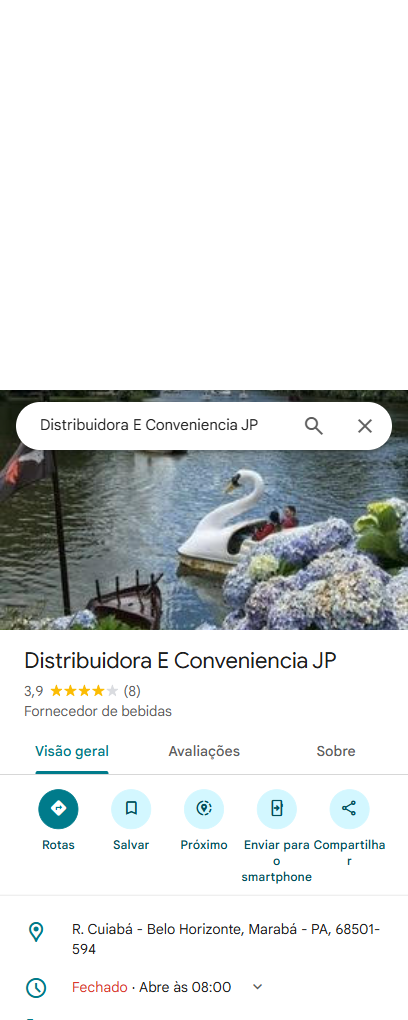 Distribuidora E Conveniencia JP
Distribuidora E Conveniencia JP
3,9 (8)
Fornecedor de bebidas
Visão geral Avaliações Sobre
Rotas Salvar Próximo Enviar para o smartphone Compartilhar
R. Cuiabá - Belo Horizonte, Marabá - PA, 68501-
594
Fechado · Abre às 08:00